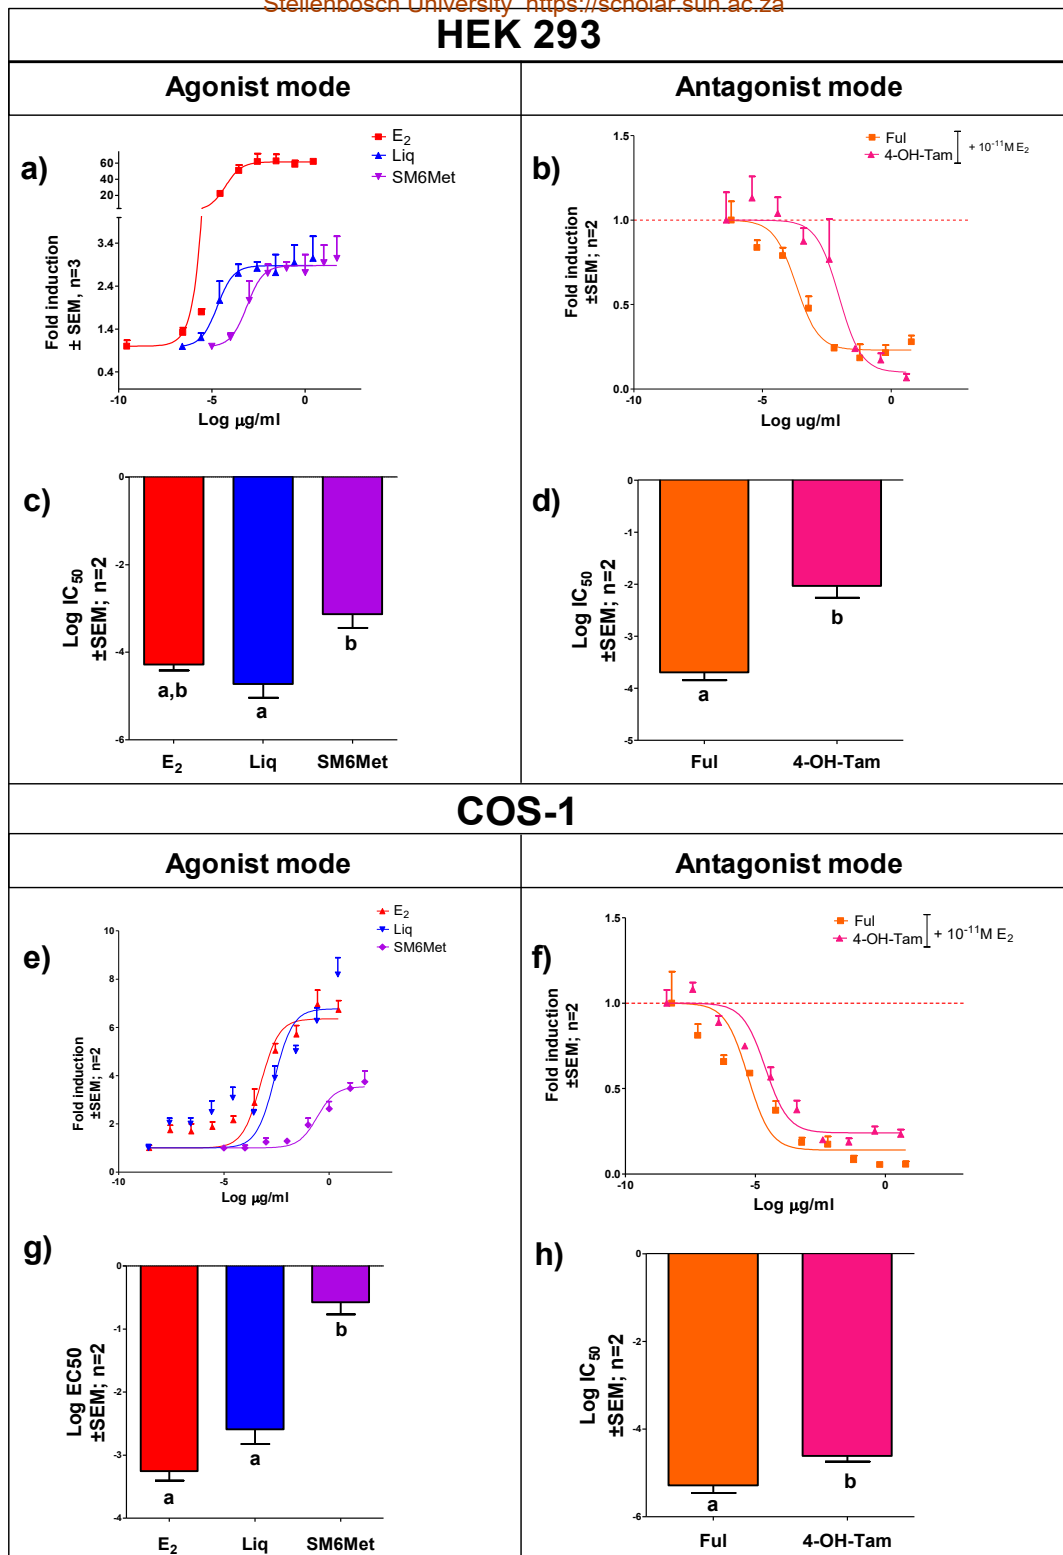 Stellenbosch University https://scholar.sun.ac.za
HEK 293
Agonist mode
Antagonist mode
a)
E2
Liq
SM6Met
60
40
20
3.4
2.4
1.4
0.4
-10
-5
0
Fold induction
± SEM, n=3
Log µg/ml
b)
Ful
4-OH-Tam
+ 10-11M E2
1.5
1.0
0.5
0.0
-10
-5
0
Fold induction
±SEM; n=2
Log ug/ml
c)
0
-2
-4
-6
Log IC50
±SEM; n=2
a,b
a
b
E2
Liq
SM6Met
d)
0
-1
-2
-3
-4
-5
Log IC50
±SEM; n=2
a
b
Ful
4-OH-Tam
COS-1
Agonist mode
Antagonist mode
e)
E2
Liq
SM6Met
10
8
6
4
2
0
-10
-5
0
Fold induction
±SEM; n=2
Log µg/ml
f)
Ful
4-OH-Tam
+ 10-11M E2
1.5
1.0
0.5
0.0
-10
-5
0
Fold induction
±SEM; n=2
Log µg/ml
g)
0
-1
-2
-3
-4
Log EC50
±SEM; n=2
a
a
b
E2
Liq
SM6Met
h)
0
-2
-4
-6
Log IC50
±SEM; n=2
a
b
Ful
4-OH-Tam